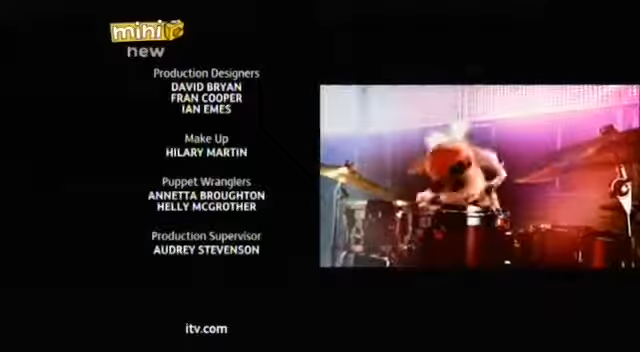 mini
new
Production Designers
DAVID BRYAN
FRAN COOPER
IAN EMES
Make Up
HILARY MARTIN
Puppet Wranglers
ANNETTA BROUGHTON
HELLY MCGROTHER
Production Supervisor
AUDREY STEVENSON
itv.com